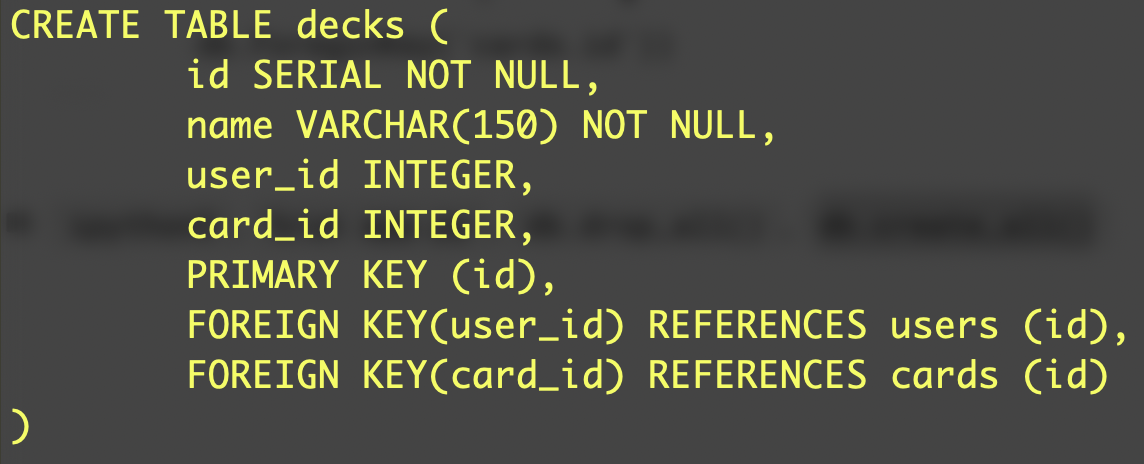 CREATE TABLE decks (
id SERIAL NOT NULL,
name VARCHAR(150) NOT NULL,
user_id INTEGER,
card_id INTEGER,
PRIMARY KEY (id),
FOREIGN KEY(user_id) REFERENCES users (id),
FOREIGN KEY(card_id) REFERENCES cards (id)
)